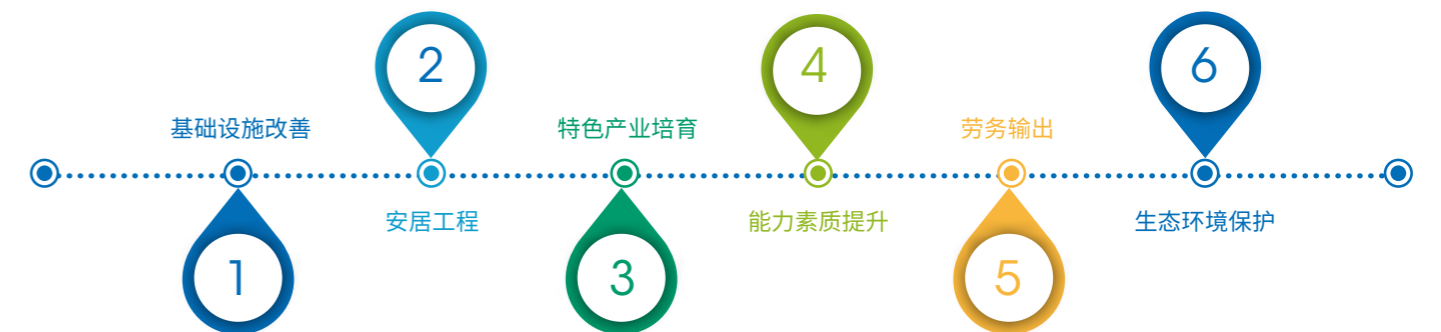 1
基础设施改善
2
安居工程
3
特色产业培育
4
能力素质提升
5
劳务输出
6
生态环境保护